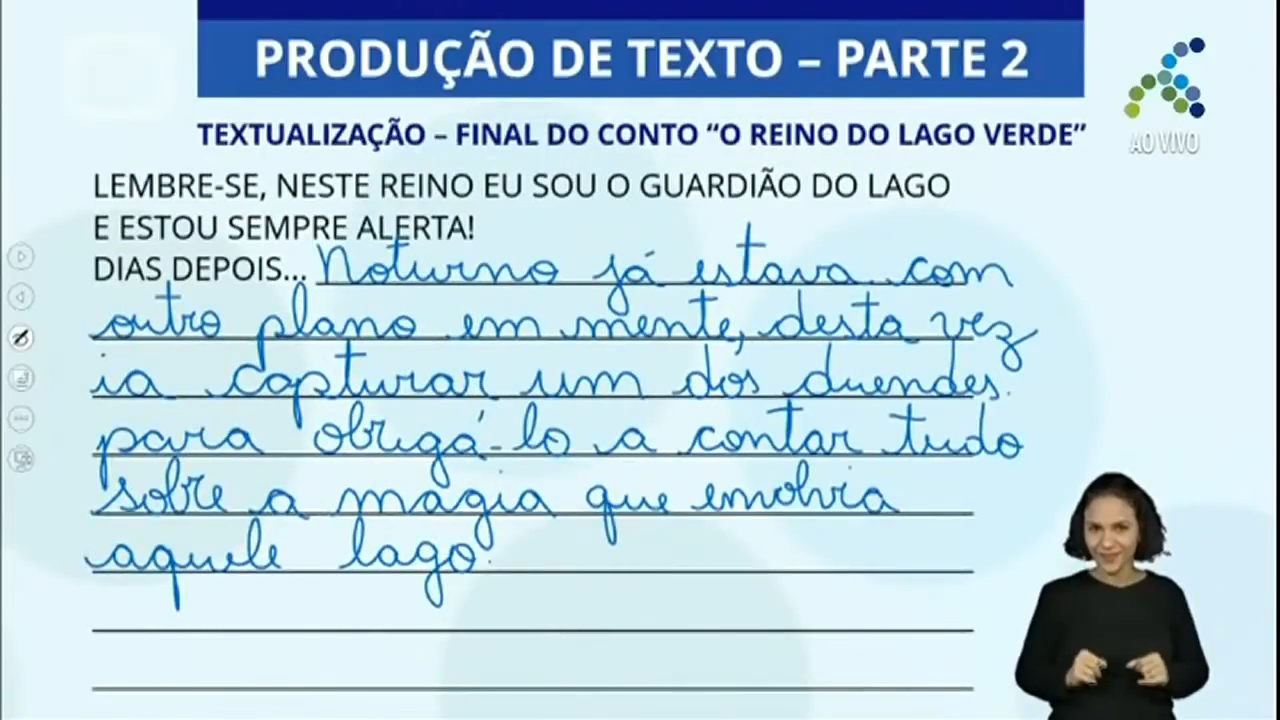 PRODUÇÃO DE TEXTO – PARTE 2
AO VIVO
TEXTUALIZAÇÃO – FINAL DO CONTO “O REINO DO LAGO VERDE”
LEMBRE-SE, NESTE REINO EU SOU O GUARDIÃO DO LAGO
E ESTOU SEMPRE ALERTA!
DIAS DEPOIS... Noturno já estava com
outro plano em mente, desta vez
ia capturar um dos duendes
para obrigá-lo a contar tudo
sobre a magia que envolvia
aquele lago.